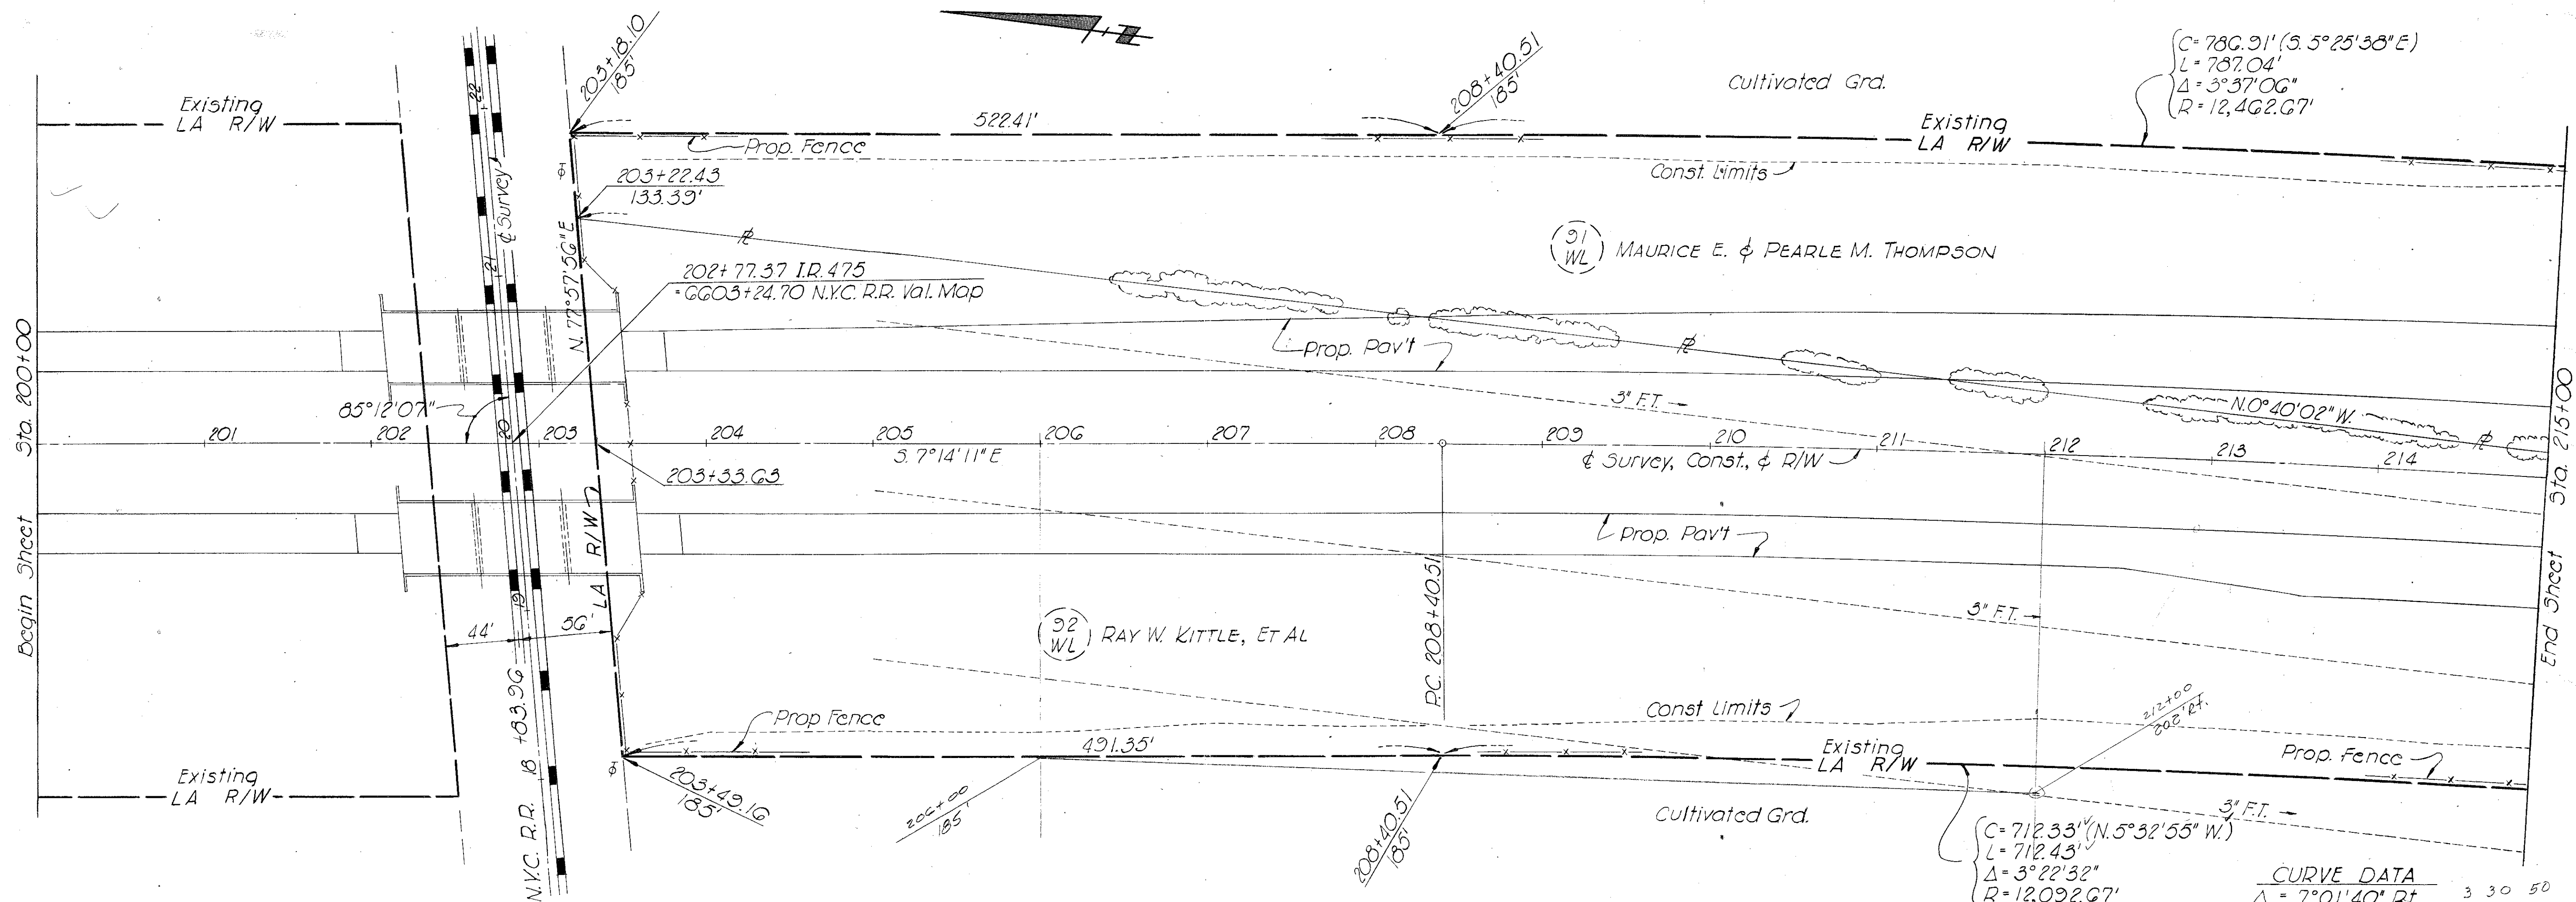 N
203+18.10
185'
208+40.51
185'
Cultivated Grd.
C=786.91' (S. 5°25'38" E)
L=787.04'
Δ=3°37'06"
R=12,462.67'
Existing
LA R/W
522.41'
Existing
LA R/W
Prop. Fence
Const. Limits
22
℄ Survey
21
203+22.43
133.39'
N. 77°57'56" E
℄
202+77.37 I.R. 475
=6603+24.70 N.Y.C. R.R. Val. Map
91
WL
MAURICE E. & PEARLE M. THOMPSON
Prop. Pav't
℄
3" F.T.
N. 0°40'02" W.
℄
Begin Sheet Sta. 200+00
85°12'07"
20
201
202
203
204
205
206
207
208
209
210
211
212
213
214
S. 7°14'11" E
℄ Survey, Const., & R/W
203+33.63
LA R/W
Prop. Pav't
P.C. 208+40.51
End Sheet Sta. 215+00
19
44'
56'
92
WL
RAY W. KITTLE, ET AL
3" F.T.
N.Y.C. R.R. 18 +83.96
Prop Fence
Const Limits
212+00
202' Rt.
491.35'
Existing
LA R/W
Prop. Fence
Existing
LA R/W
203+49.16
185'
206+00
185
208+40.51
185'
Cultivated Grd.
3" F.T.
C=712.33' (N. 5°32'55" W.)
L=712.43'
Δ=3°22'32"
R=12,092.67'
CURVE DATA
Δ = 7°01'40" Rt
3 30 50